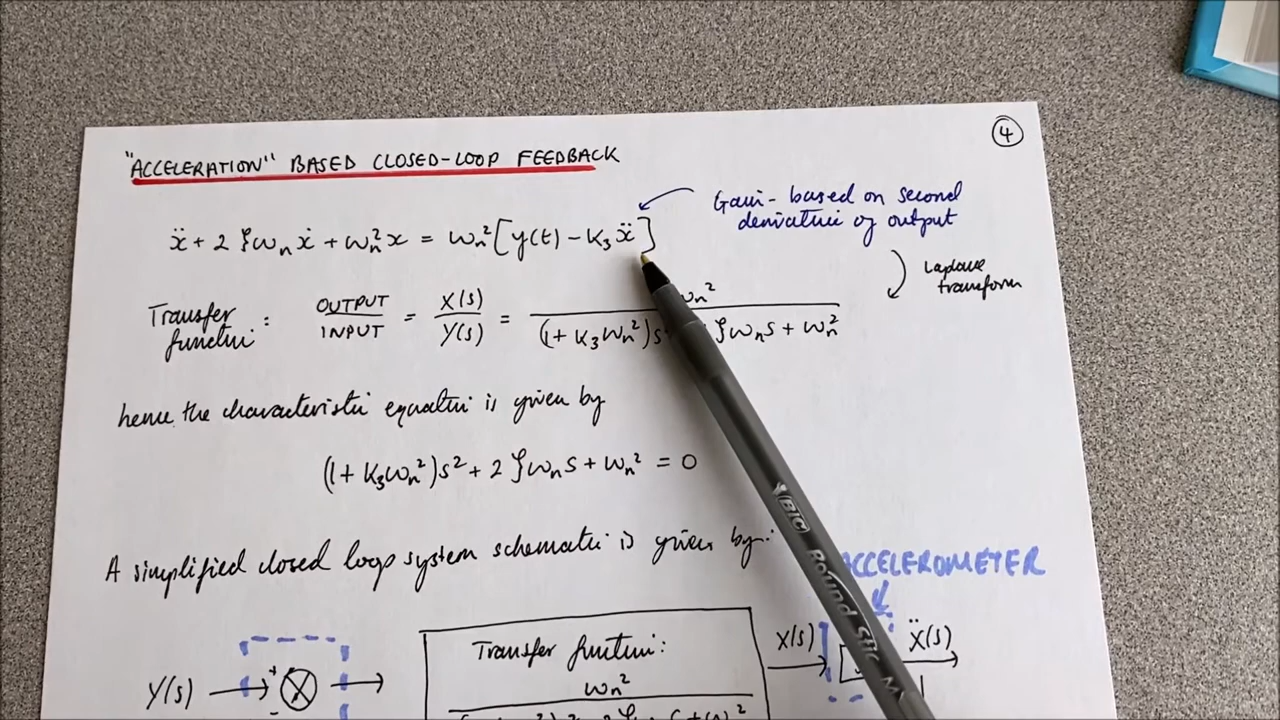 ④
"ACCELERATION" BASED CLOSED-LOOP FEEDBACK
ẍ + 2ζωₙẋ + ωₙ²x = ωₙ²[y(t) − K₃ẍ]
Gain - based on second
derivative of output
Laplace
transform
Transfer function : OUTPUT/INPUT = X(s)/Y(s) = ωₙ²/(1+K₃ωₙ²)s² ζωₙs + ωₙ²
hence the characteristic equation is given by
(1+K₃ωₙ²)s² + 2ζωₙs + ωₙ² = 0
A simplified closed loop system schematic is given by:
ACCELEROMETER
Transfer function:
ωₙ²
Y(s)
+
-
X(s)
Ẍ(s)
BIC Round Stic M